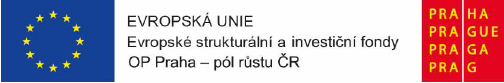 EVROPSKÁ UNIE
Evropské strukturální a investiční fondy
OP Praha – pól růstu ČR
PRA HA
PRA GUE
PRA GA
PRA G